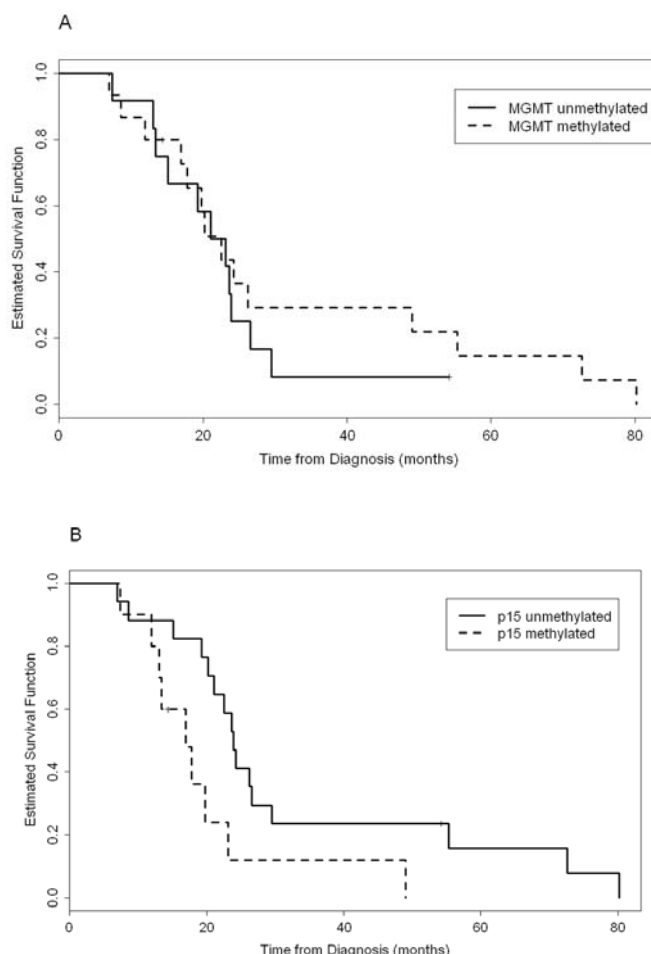 A
Estimated Survival Function
1.0
0.8
0.6
0.4
0.2
0.0
MGMT unmethylated
MGMT methylated
0 20 40 60 80
Time from Diagnosis (months)
B
Estimated Survival Function
1.0
0.8
0.6
0.4
0.2
0.0
p15 unmethylated
p15 methylated
0 20 40 60 80
Time from Diagnosis (months)